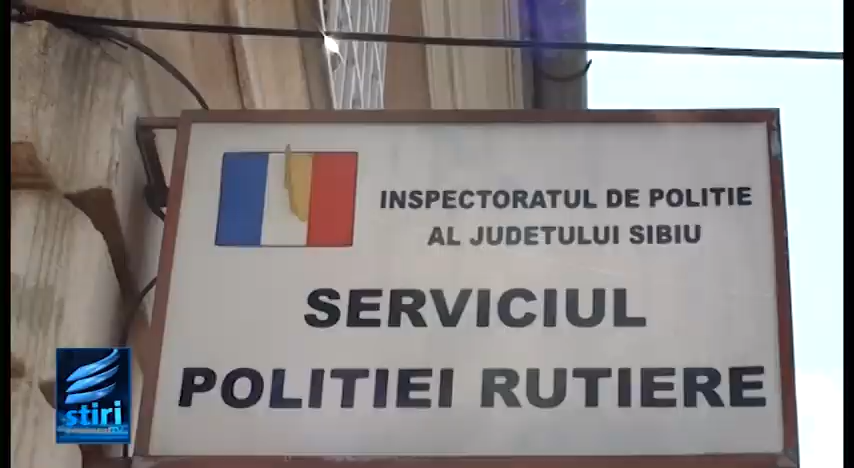 INSPECTORATUL DE POLITIE
AL JUDETULUI SIBIU
SERVICIUL
POLITIEI RUTIERE
stiri